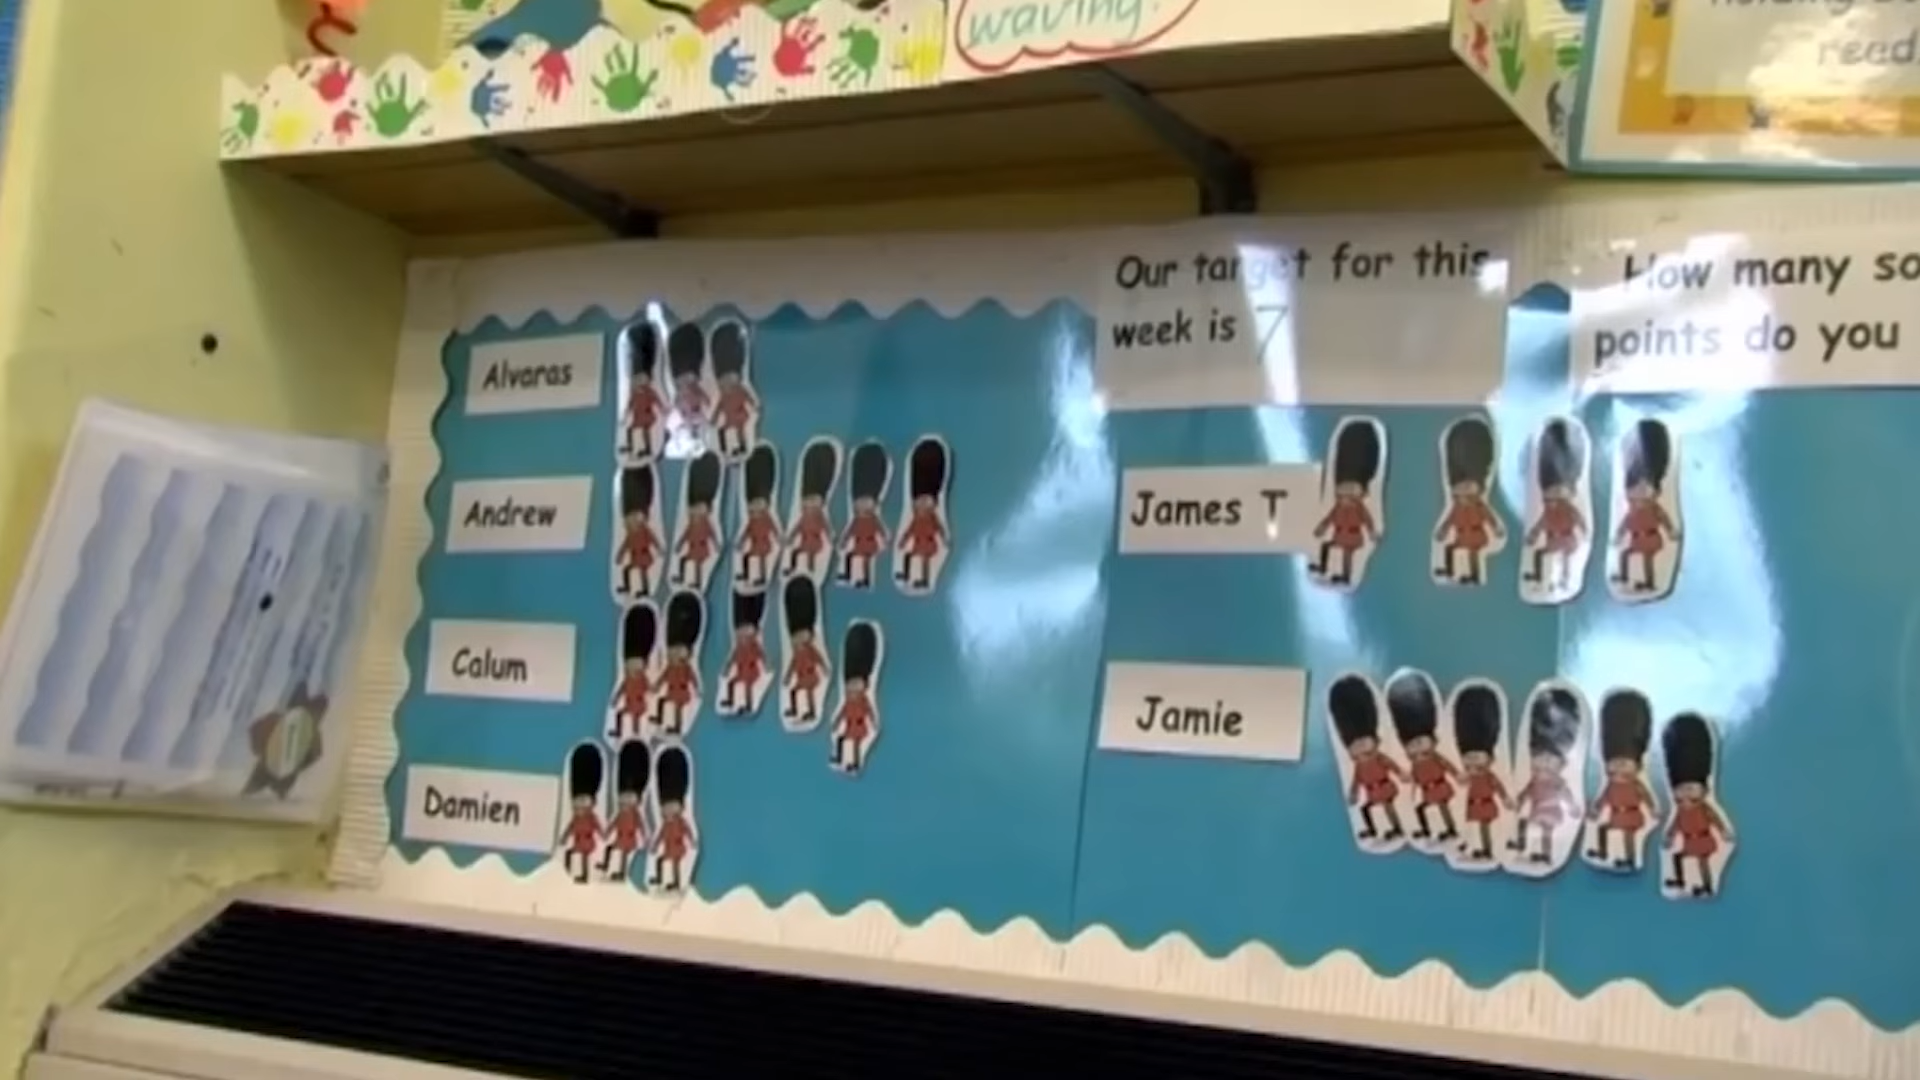 waving!
reed
Our target for this
week is 7
How many so
points do you
Alvaras
Andrew
Calum
Damien
James T
Jamie